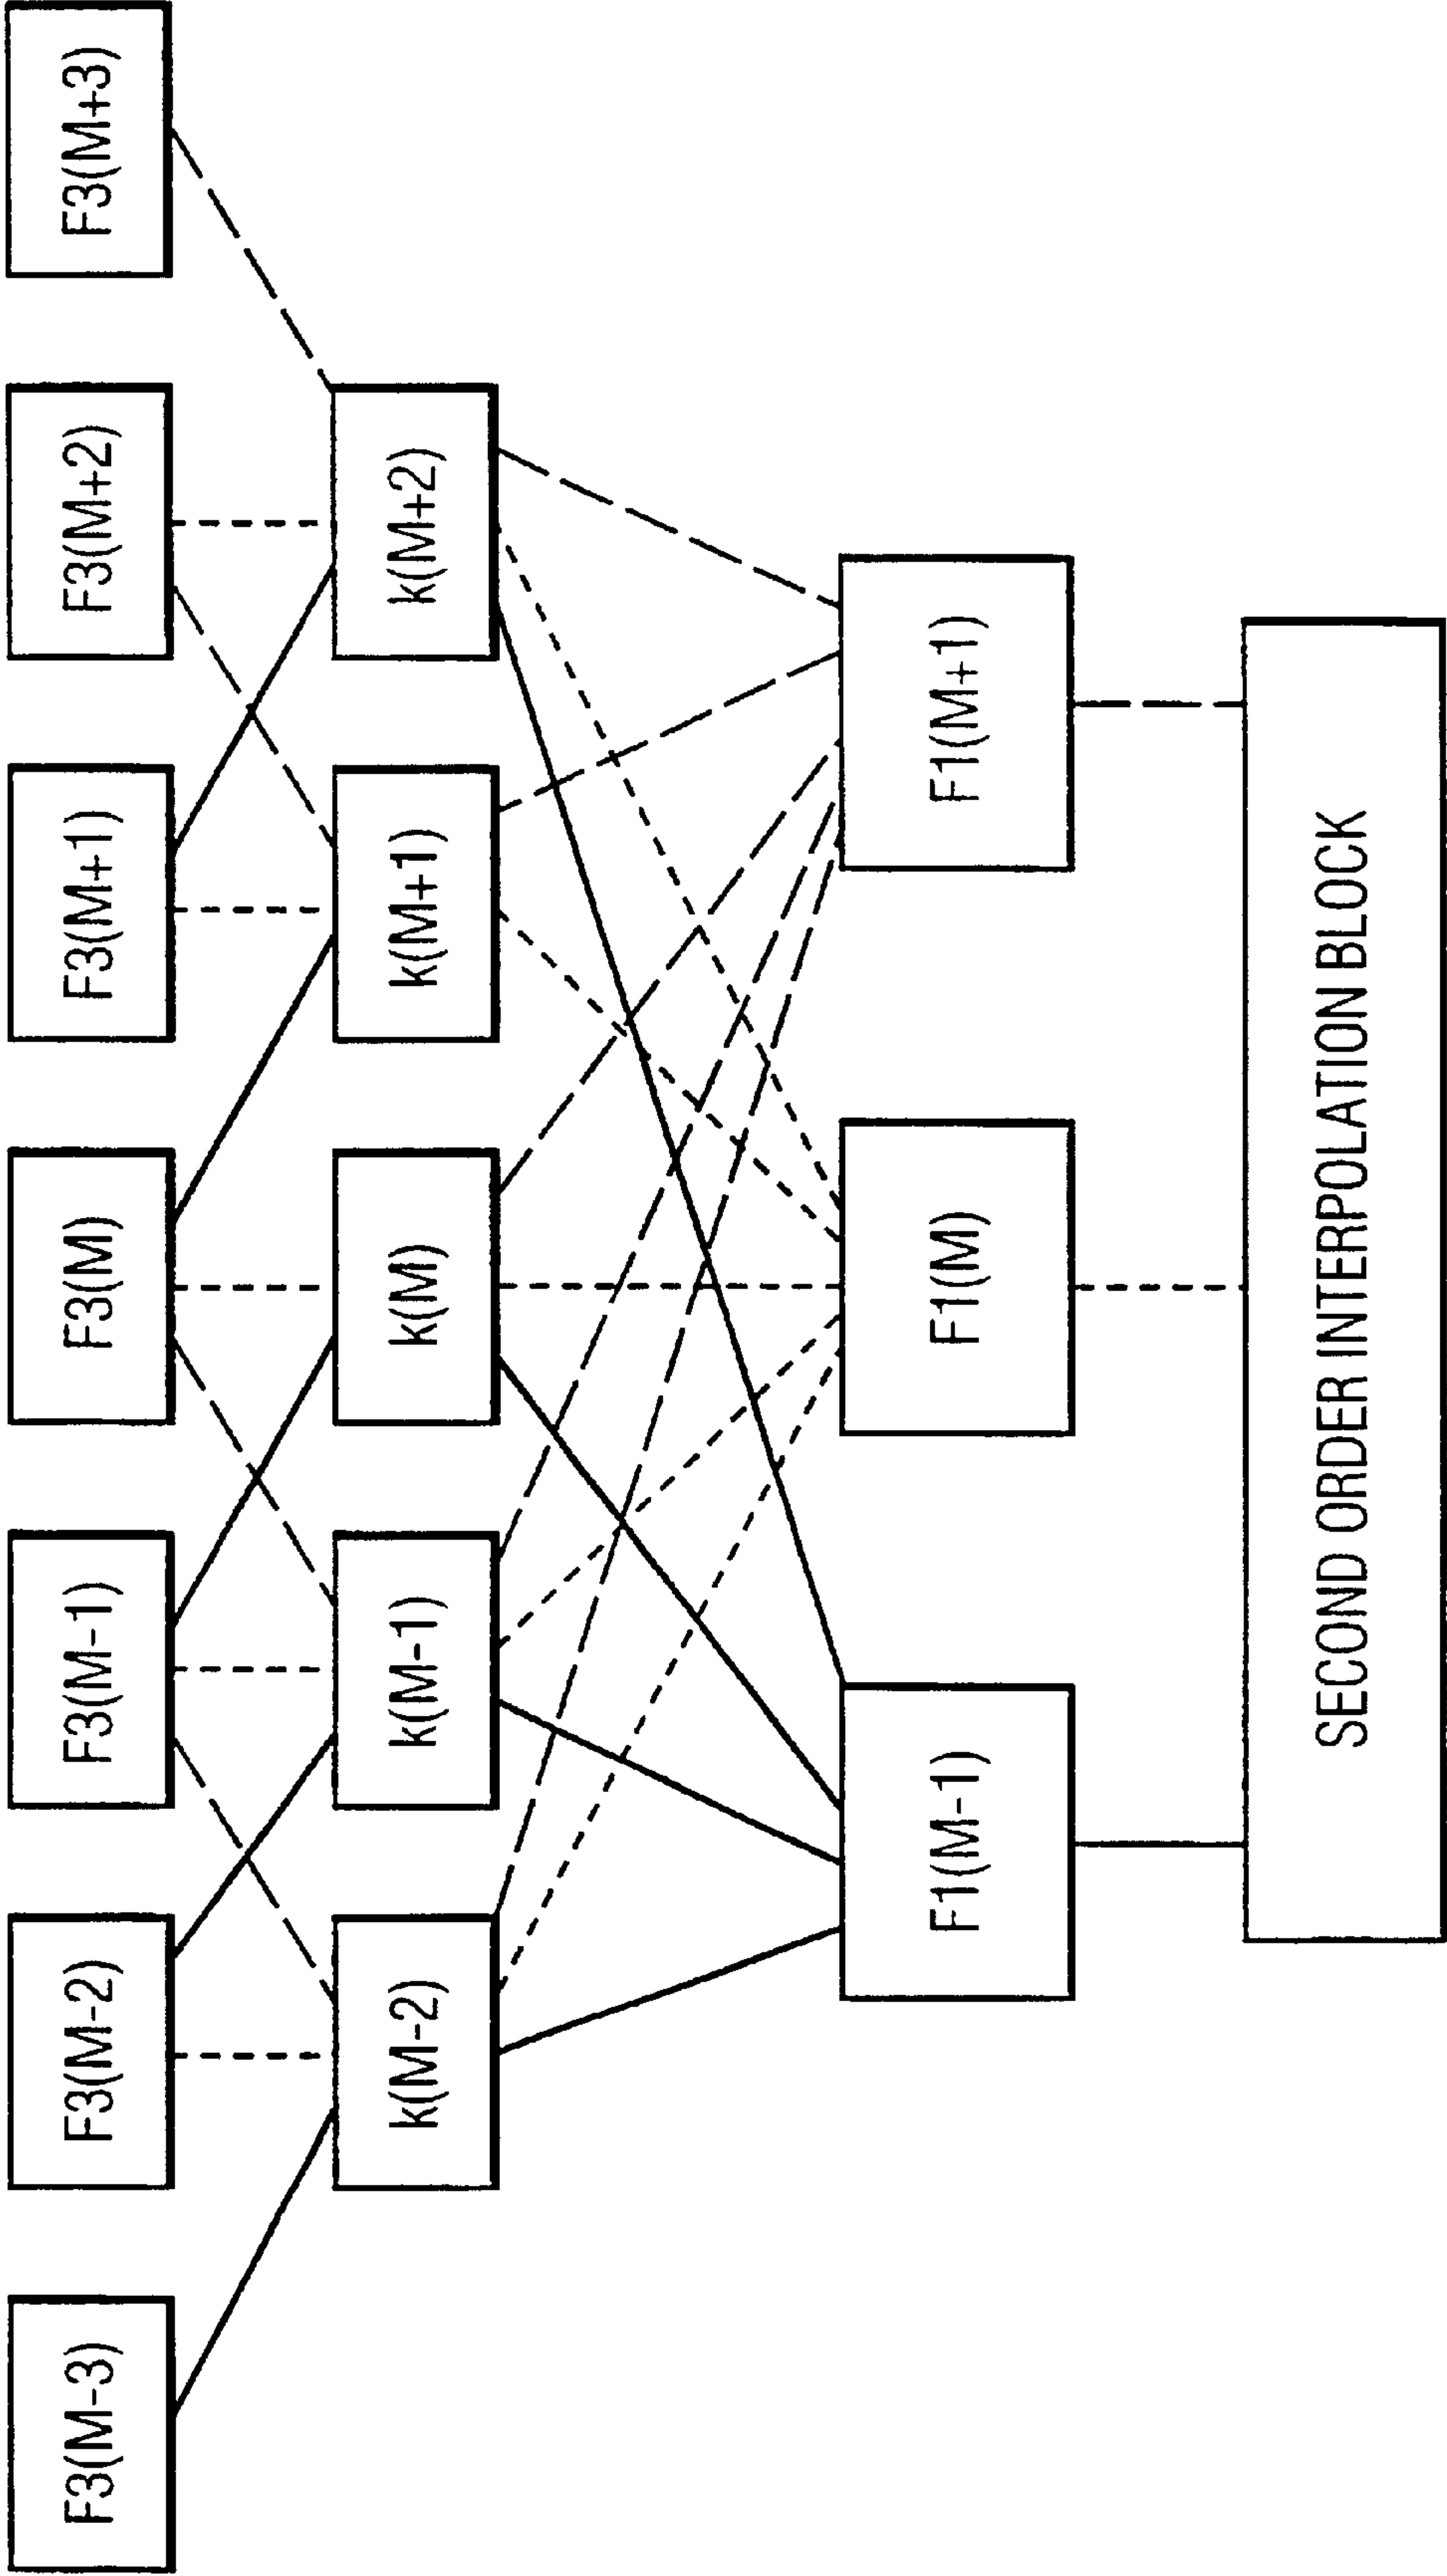 F3(M-3)
F3(M-2)
F3(M-1)
F3(M)
F3(M+1)
F3(M+2)
F3(M+3)
k(M-2)
k(M-1)
k(M)
k(M+1)
k(M+2)
F1(M-1)
F1(M)
F1(M+1)
SECOND ORDER INTERPOLATION BLOCK